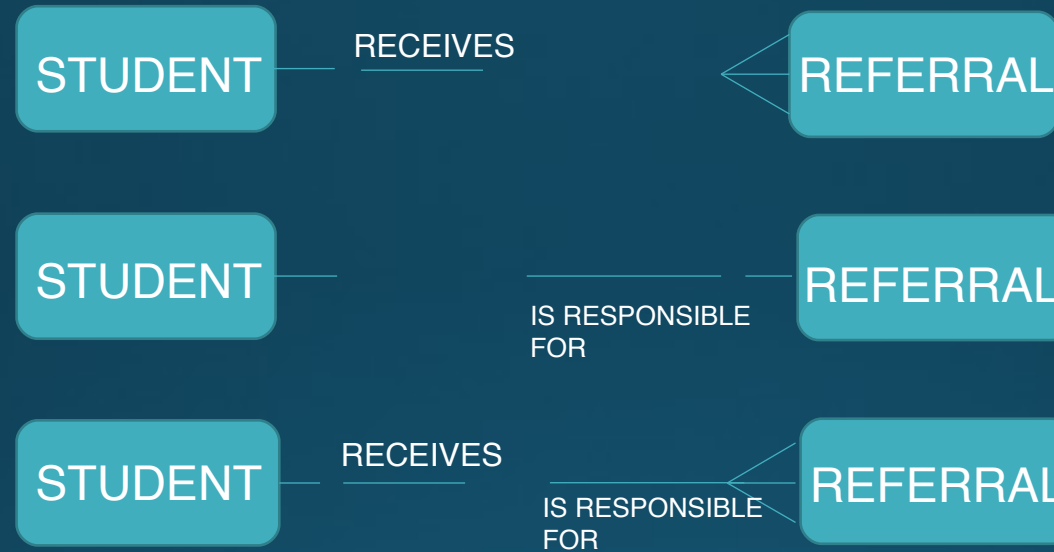 STUDENT
RECEIVES
REFERRAL
STUDENT
IS RESPONSIBLE
FOR
REFERRAL
STUDENT
RECEIVES
IS RESPONSIBLE
FOR
REFERRAL